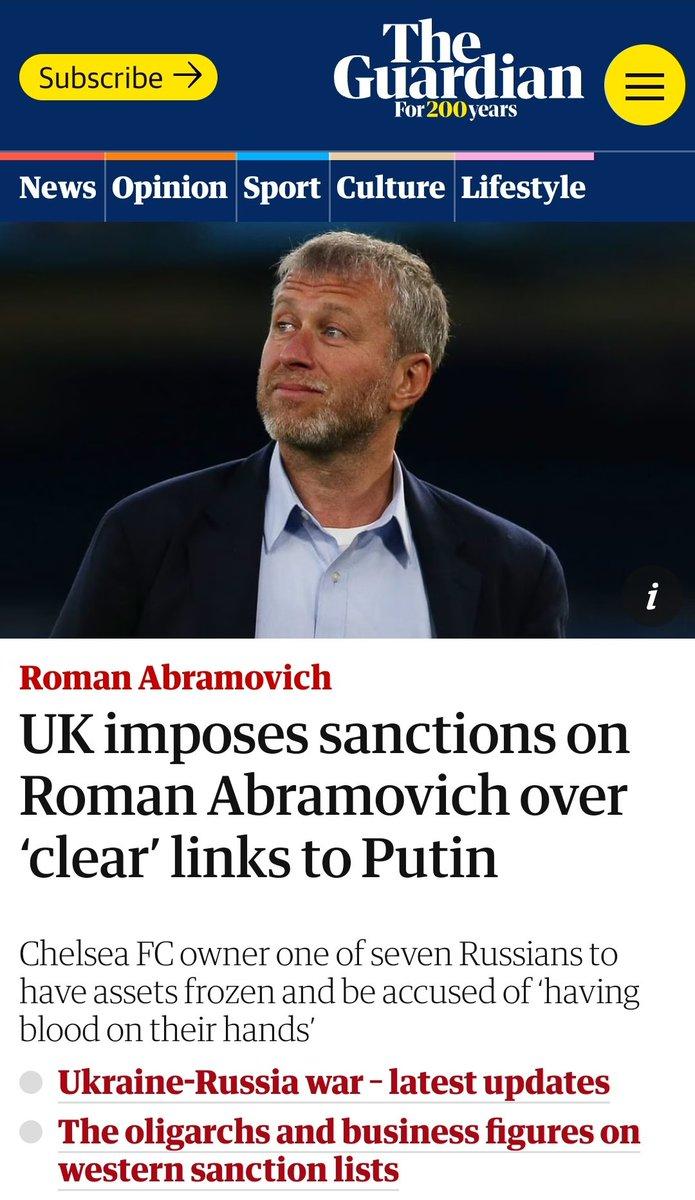 Subscribe →
The
Guardian
For 200 years
News Opinion Sport Culture Lifestyle
i
Roman Abramovich
UK imposes sanctions on
Roman Abramovich over
‘clear’ links to Putin
Chelsea FC owner one of seven Russians to
have assets frozen and be accused of ‘having
blood on their hands’
Ukraine-Russia war – latest updates
The oligarchs and business figures on
western sanction lists